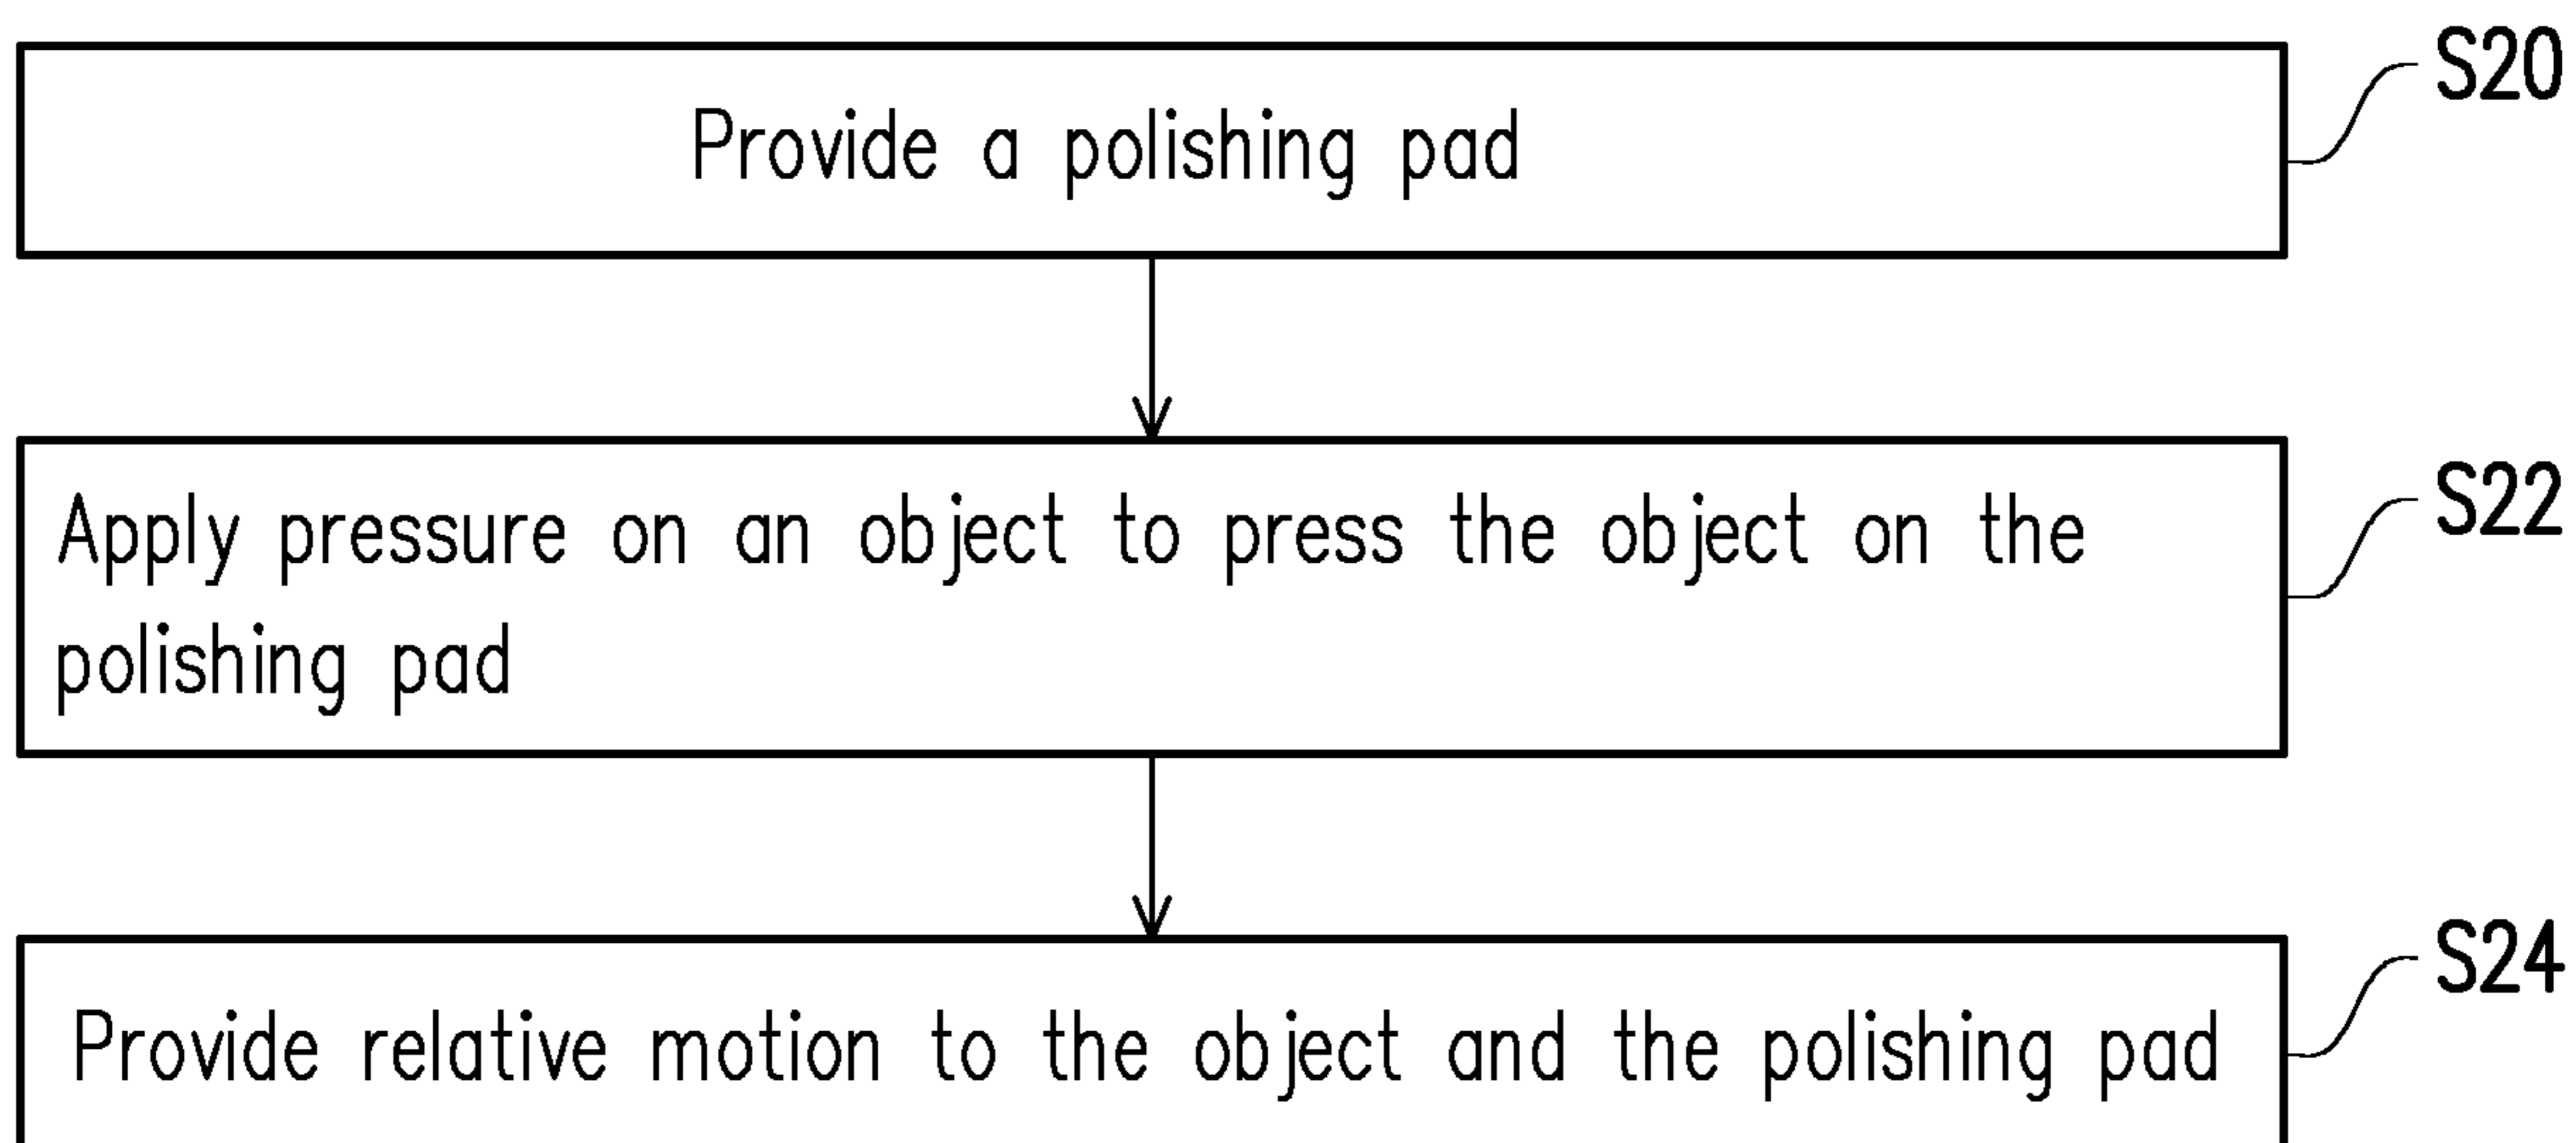 S20
Provide a polishing pad
S22
Apply pressure on an object to press the object on the
polishing pad
S24
Provide relative motion to the object and the polishing pad